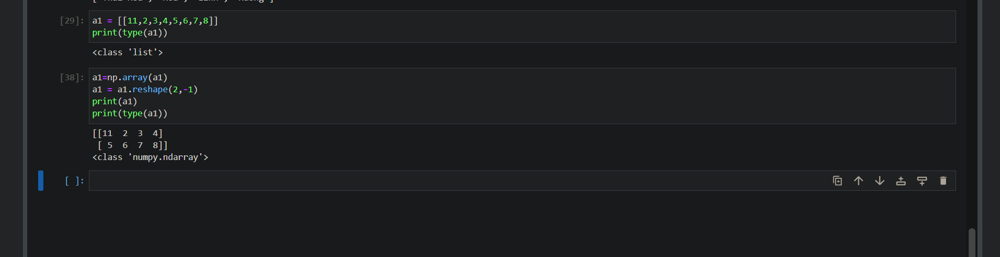 [29]: a1 = [[11,2,3,4,5,6,7,8]]
print(type(a1))
<class 'list'>
[38]: a1=np.array(a1)
a1 = a1.reshape(2,-1)
print(a1)
print(type(a1))
[[11  2  3  4]
 [ 5  6  7  8]]
<class 'numpy.ndarray'>
[ ]: